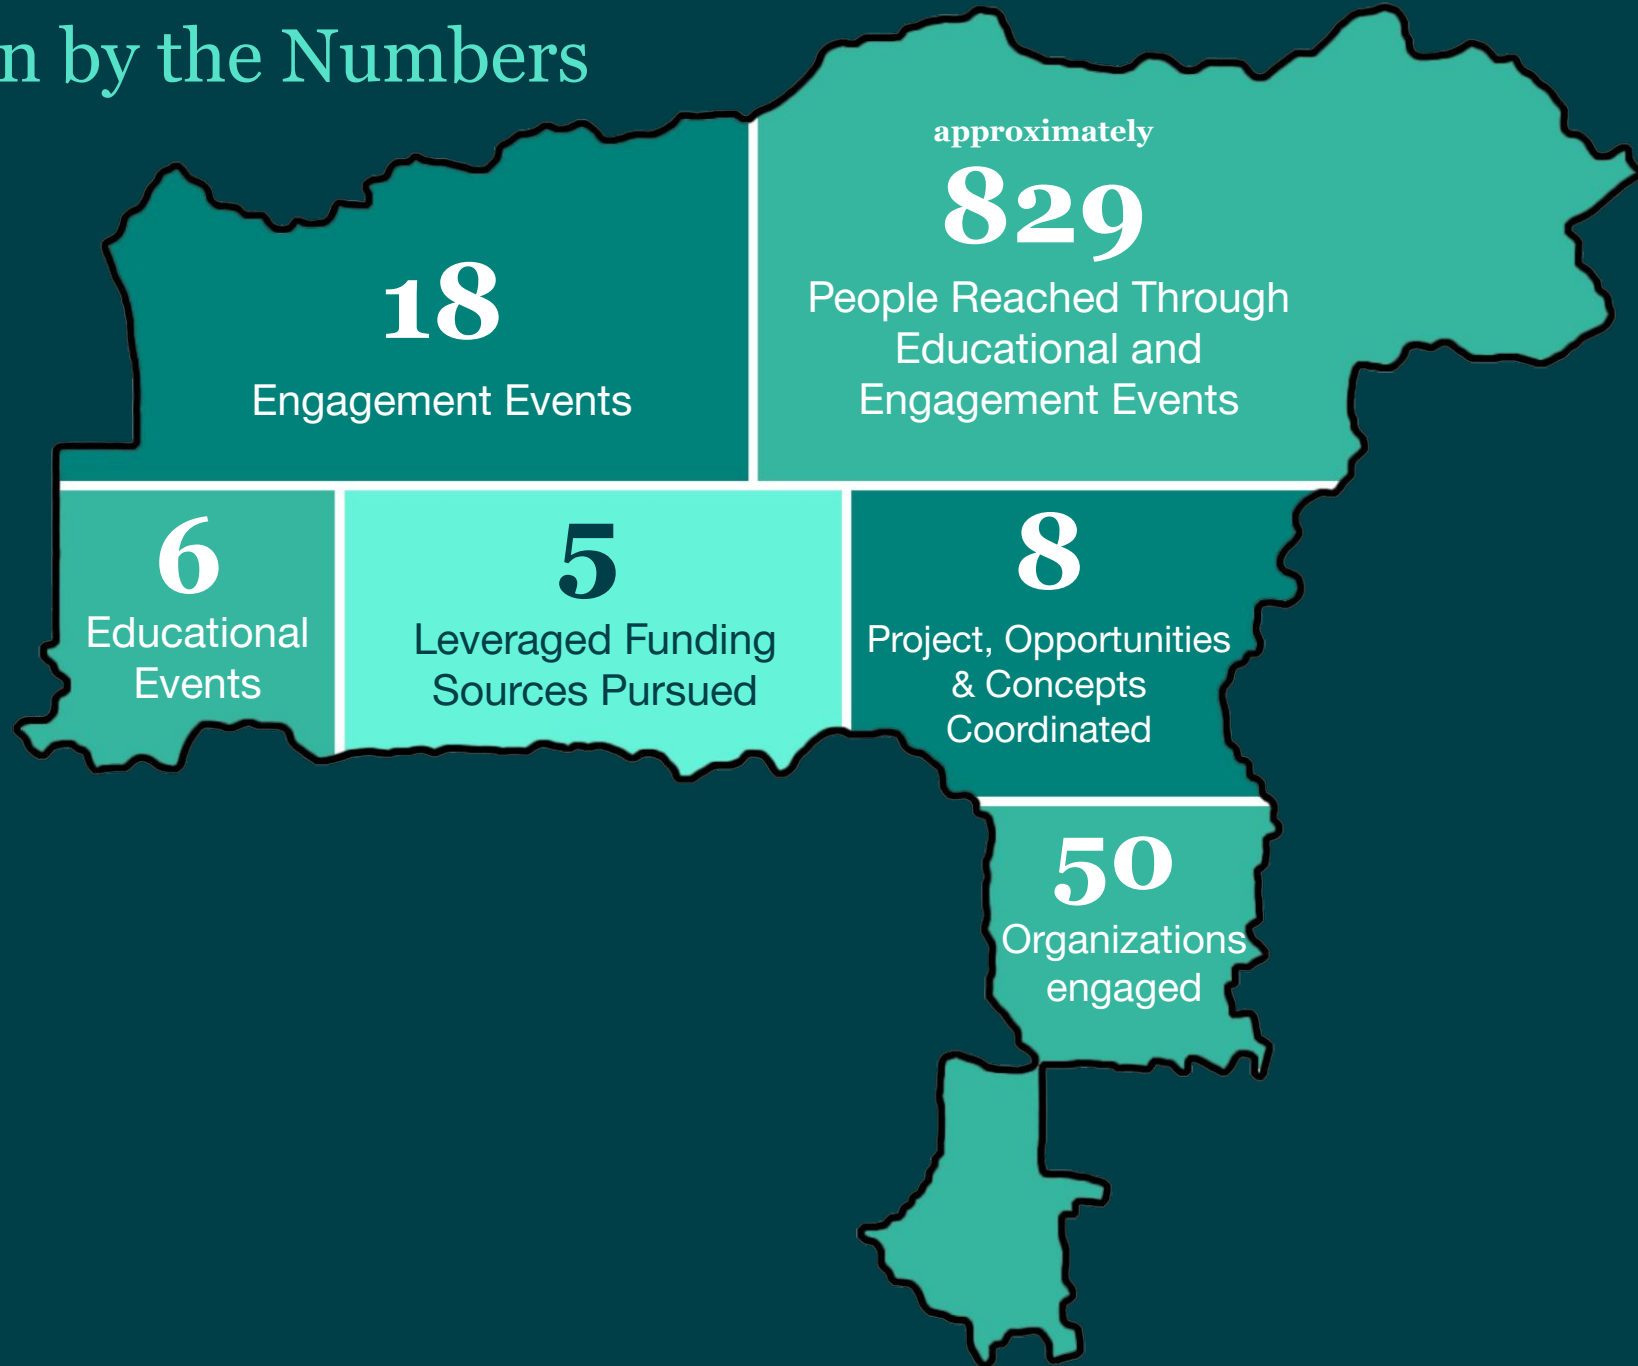 n by the Numbers
approximately
829
People Reached Through
Educational and
Engagement Events
18
Engagement Events
6
Educational
Events
5
Leveraged Funding
Sources Pursued
8
Project, Opportunities
& Concepts
Coordinated
50
Organizations
engaged